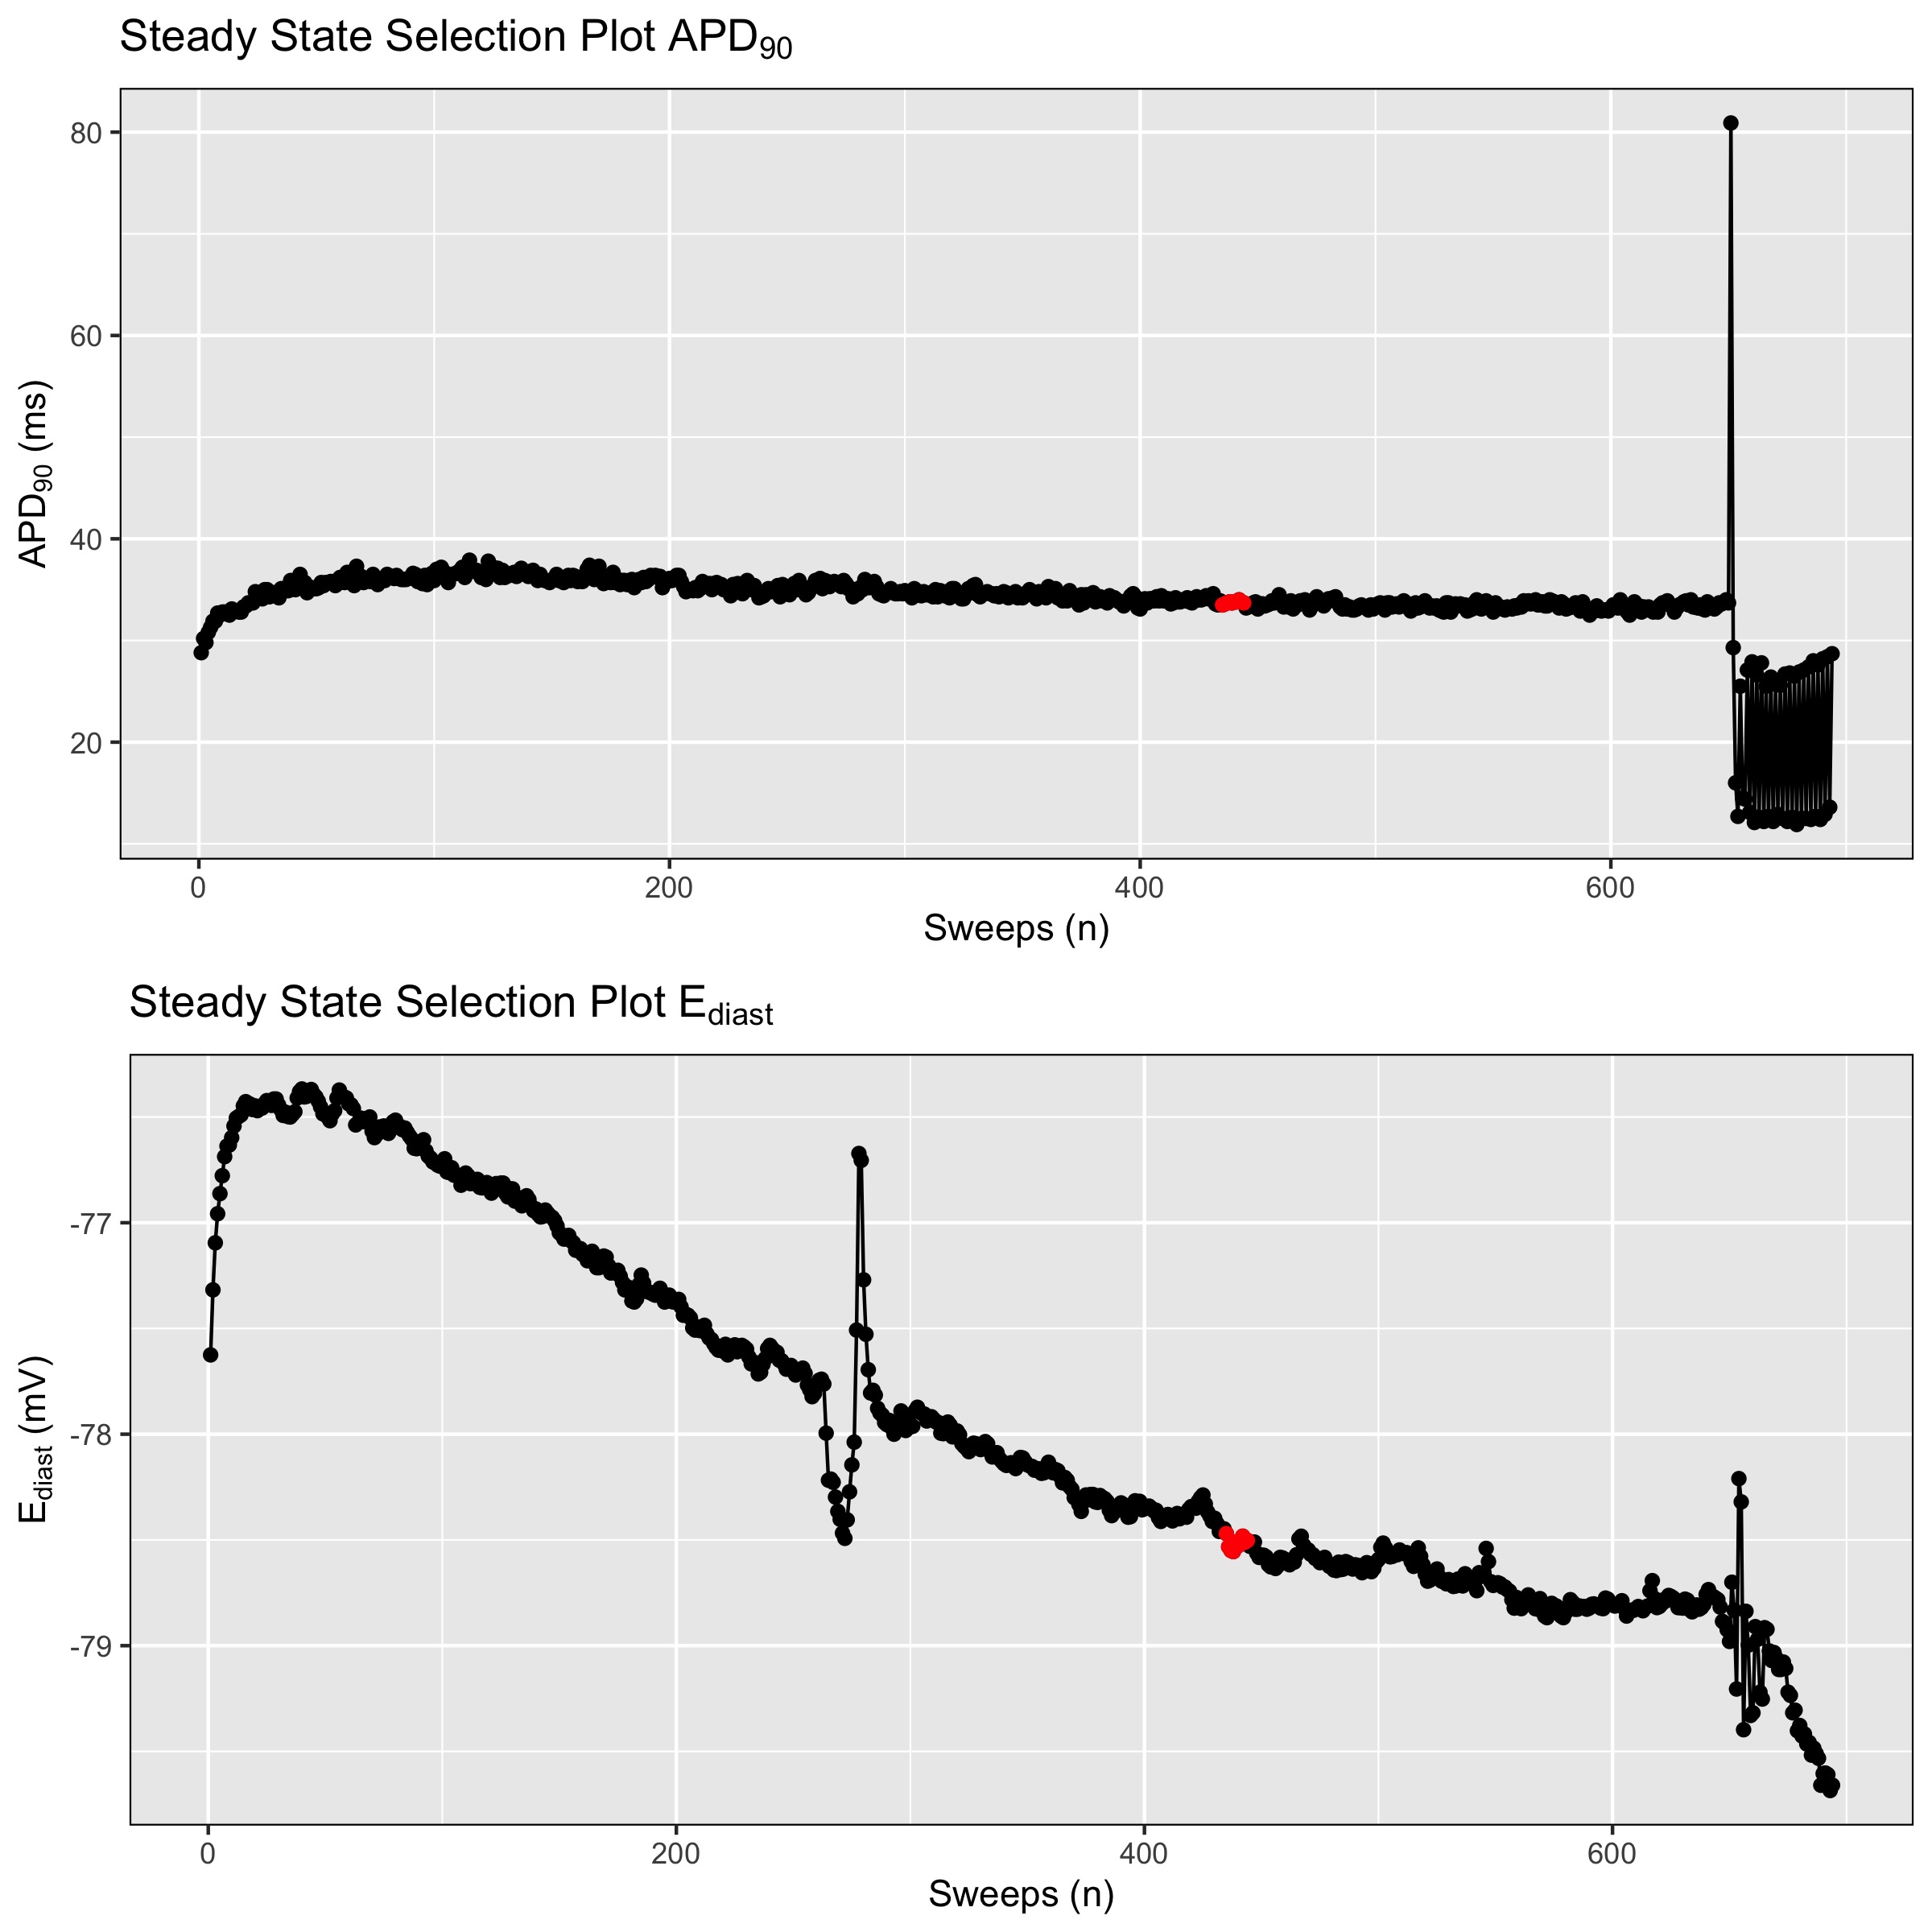 Steady State Selection Plot APD90
80
60
40
20
APD90 (ms)
0 200 400 600
Sweeps (n)
Steady State Selection Plot Ediast
-77
-78
-79
Ediast (mV)
0 200 400 600
Sweeps (n)